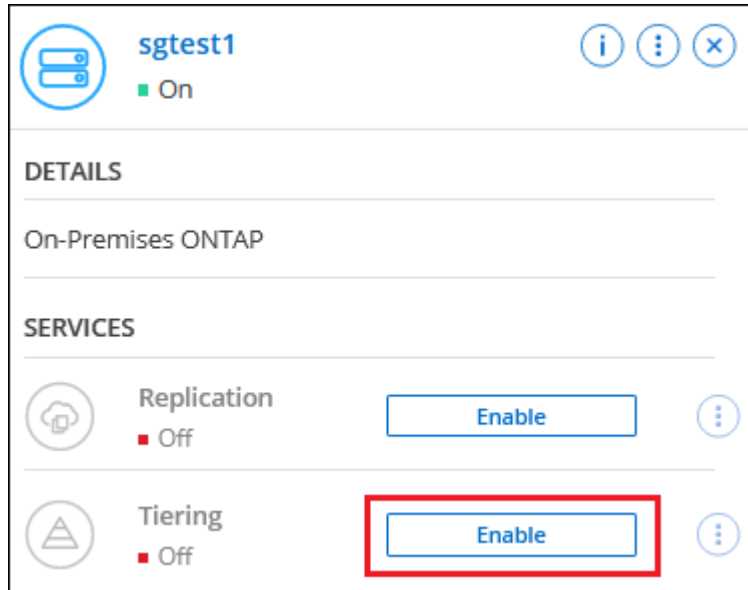 sgtest1
On
DETAILS
On-Premises ONTAP
SERVICES
Replication
Enable
Off
Tiering
Enable
Off